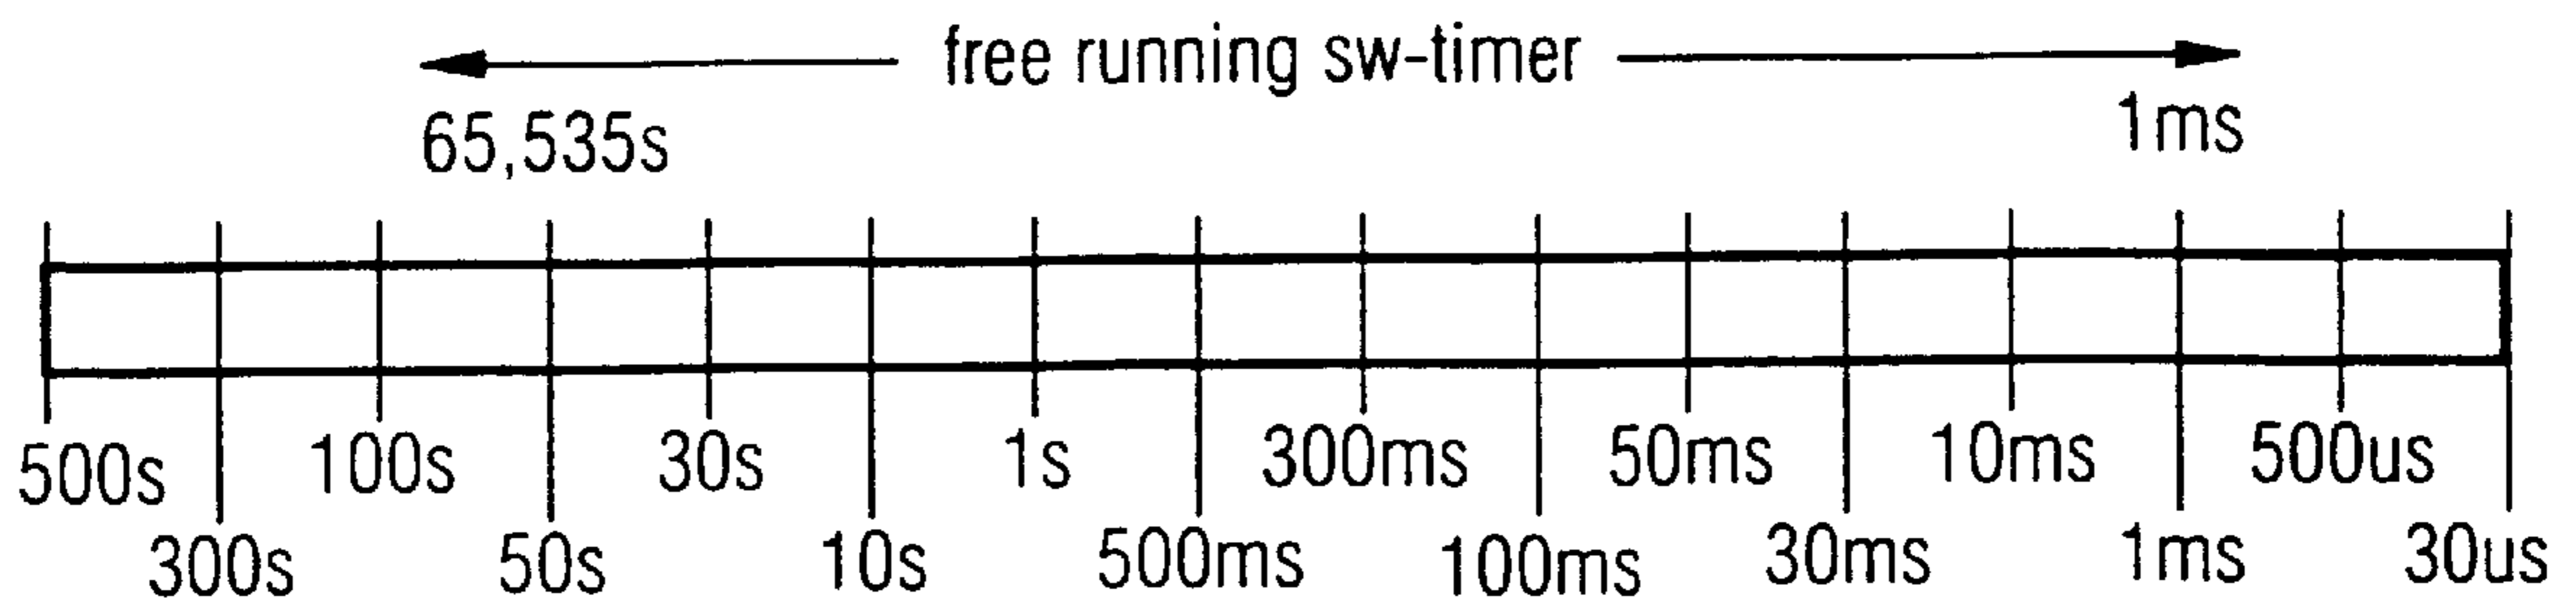 free running sw-timer
65,535s 1ms
500s 100s 30s 1s 300ms 50ms 10ms 500us
300s 50s 10s 500ms 100ms 30ms 1ms 30us